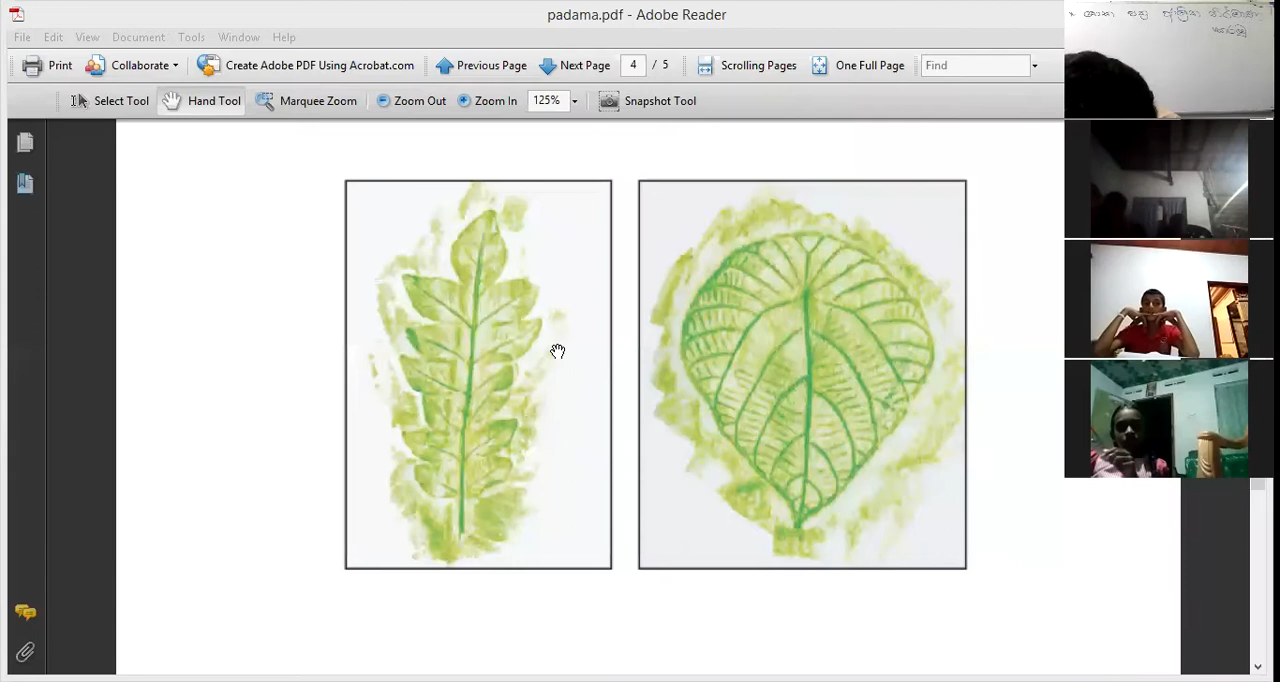 padama.pdf - Adobe Reader
File Edit View Document Tools Window Help
Print Collaborate Create Adobe PDF Using Acrobat.com Previous Page Next Page 4 / 5 Scrolling Pages One Full Page Find
Select Tool Hand Tool Marquee Zoom Zoom Out Zoom In 125% Snapshot Tool